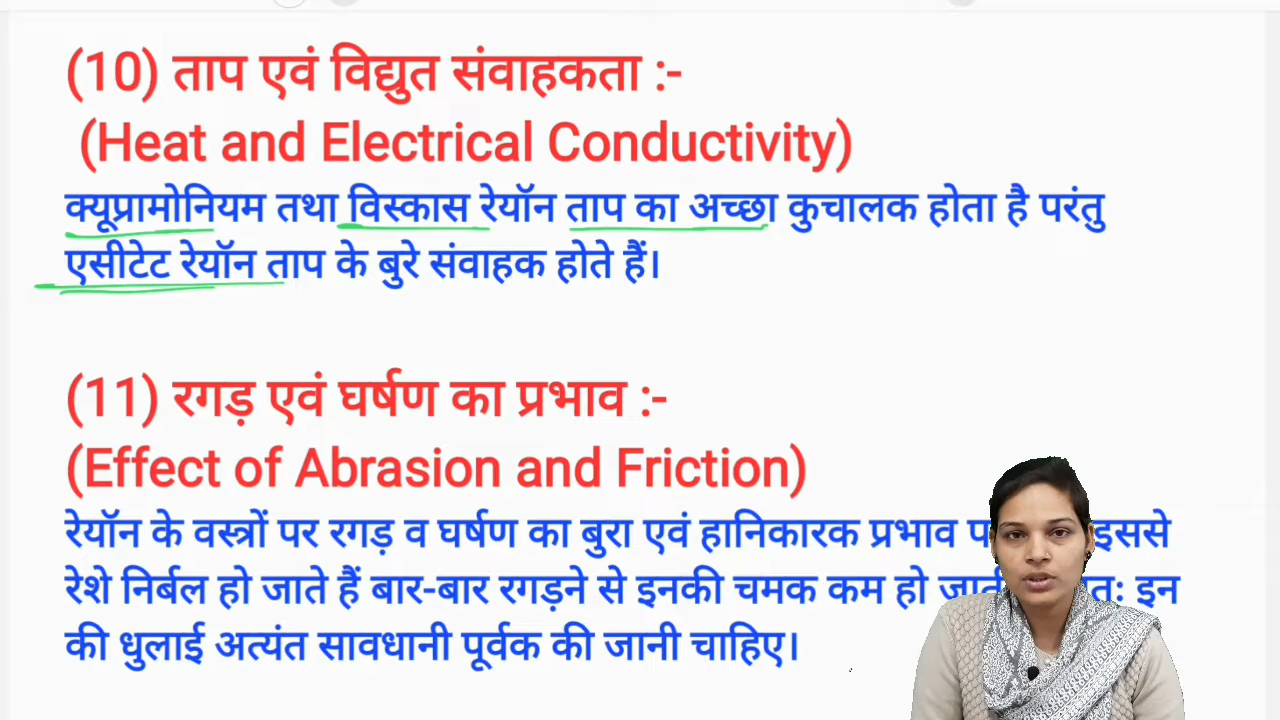 (10) ताप एवं विद्युत संवाहकता :-
(Heat and Electrical Conductivity)
क्यूप्रामोनियम तथा विस्कास रेयॉन ताप का अच्छा कुचालक होता है परंतु
एसीटेट रेयॉन ताप के बुरे संवाहक होते हैं।
(11) रगड़ एवं घर्षण का प्रभाव :-
(Effect of Abrasion and Friction)
रेयॉन के वस्त्रों पर रगड़ व घर्षण का बुरा एवं हानिकारक प्रभाव इससे
रेशे निर्बल हो जाते हैं बार-बार रगड़ने से इनकी चमक कम हो इन
की धुलाई अत्यंत सावधानी पूर्वक की जानी चाहिए।